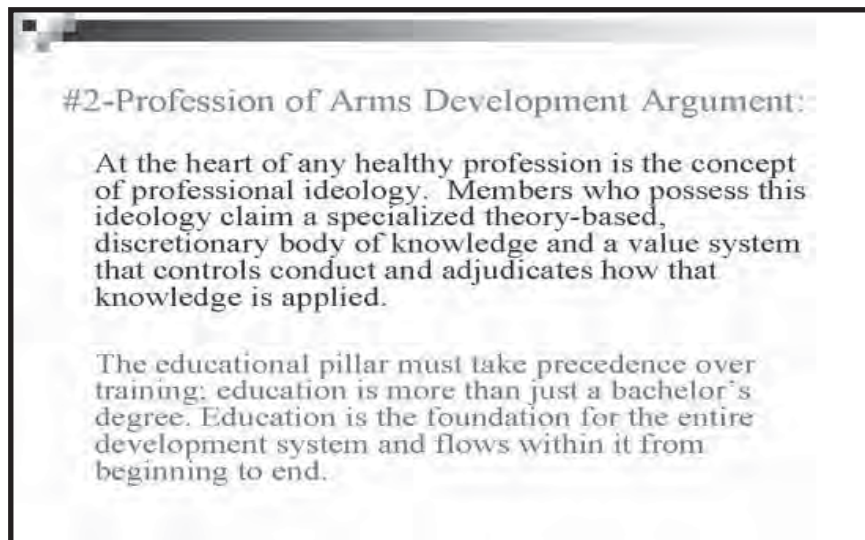 #2-Profession of Arms Development Argument:
At the heart of any healthy profession is the concept
of professional ideology.  Members who possess this
ideology claim a specialized theory-based,
discretionary body of knowledge and a value system
that controls conduct and adjudicates how that
knowledge is applied.
The educational pillar must take precedence over
training; education is more than just a bachelor`s
degree. Education is the foundation for the entire
development system and flows within it from
beginning to end.